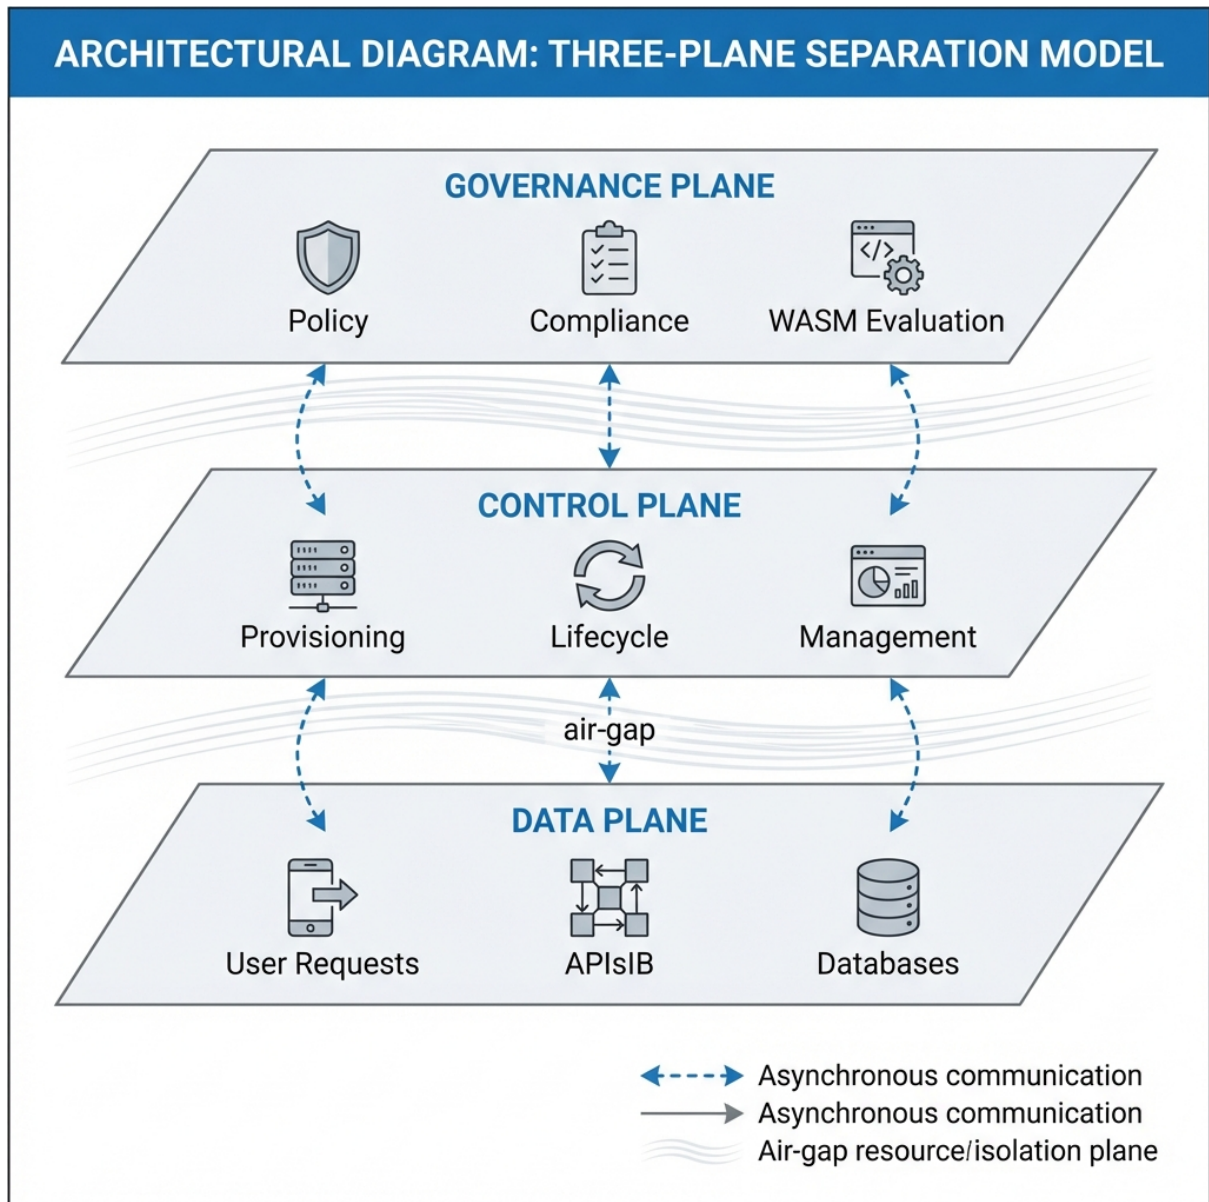 ARCHITECTURAL DIAGRAM: THREE-PLANE SEPARATION MODEL
GOVERNANCE PLANE
Policy
Compliance
WASM Evaluation
CONTROL PLANE
Provisioning
Lifecycle
Management
air-gap
DATA PLANE
User Requests
APIsIB
Databases
Asynchronous communication
Asynchronous communication
Air-gap resource/isolation plane